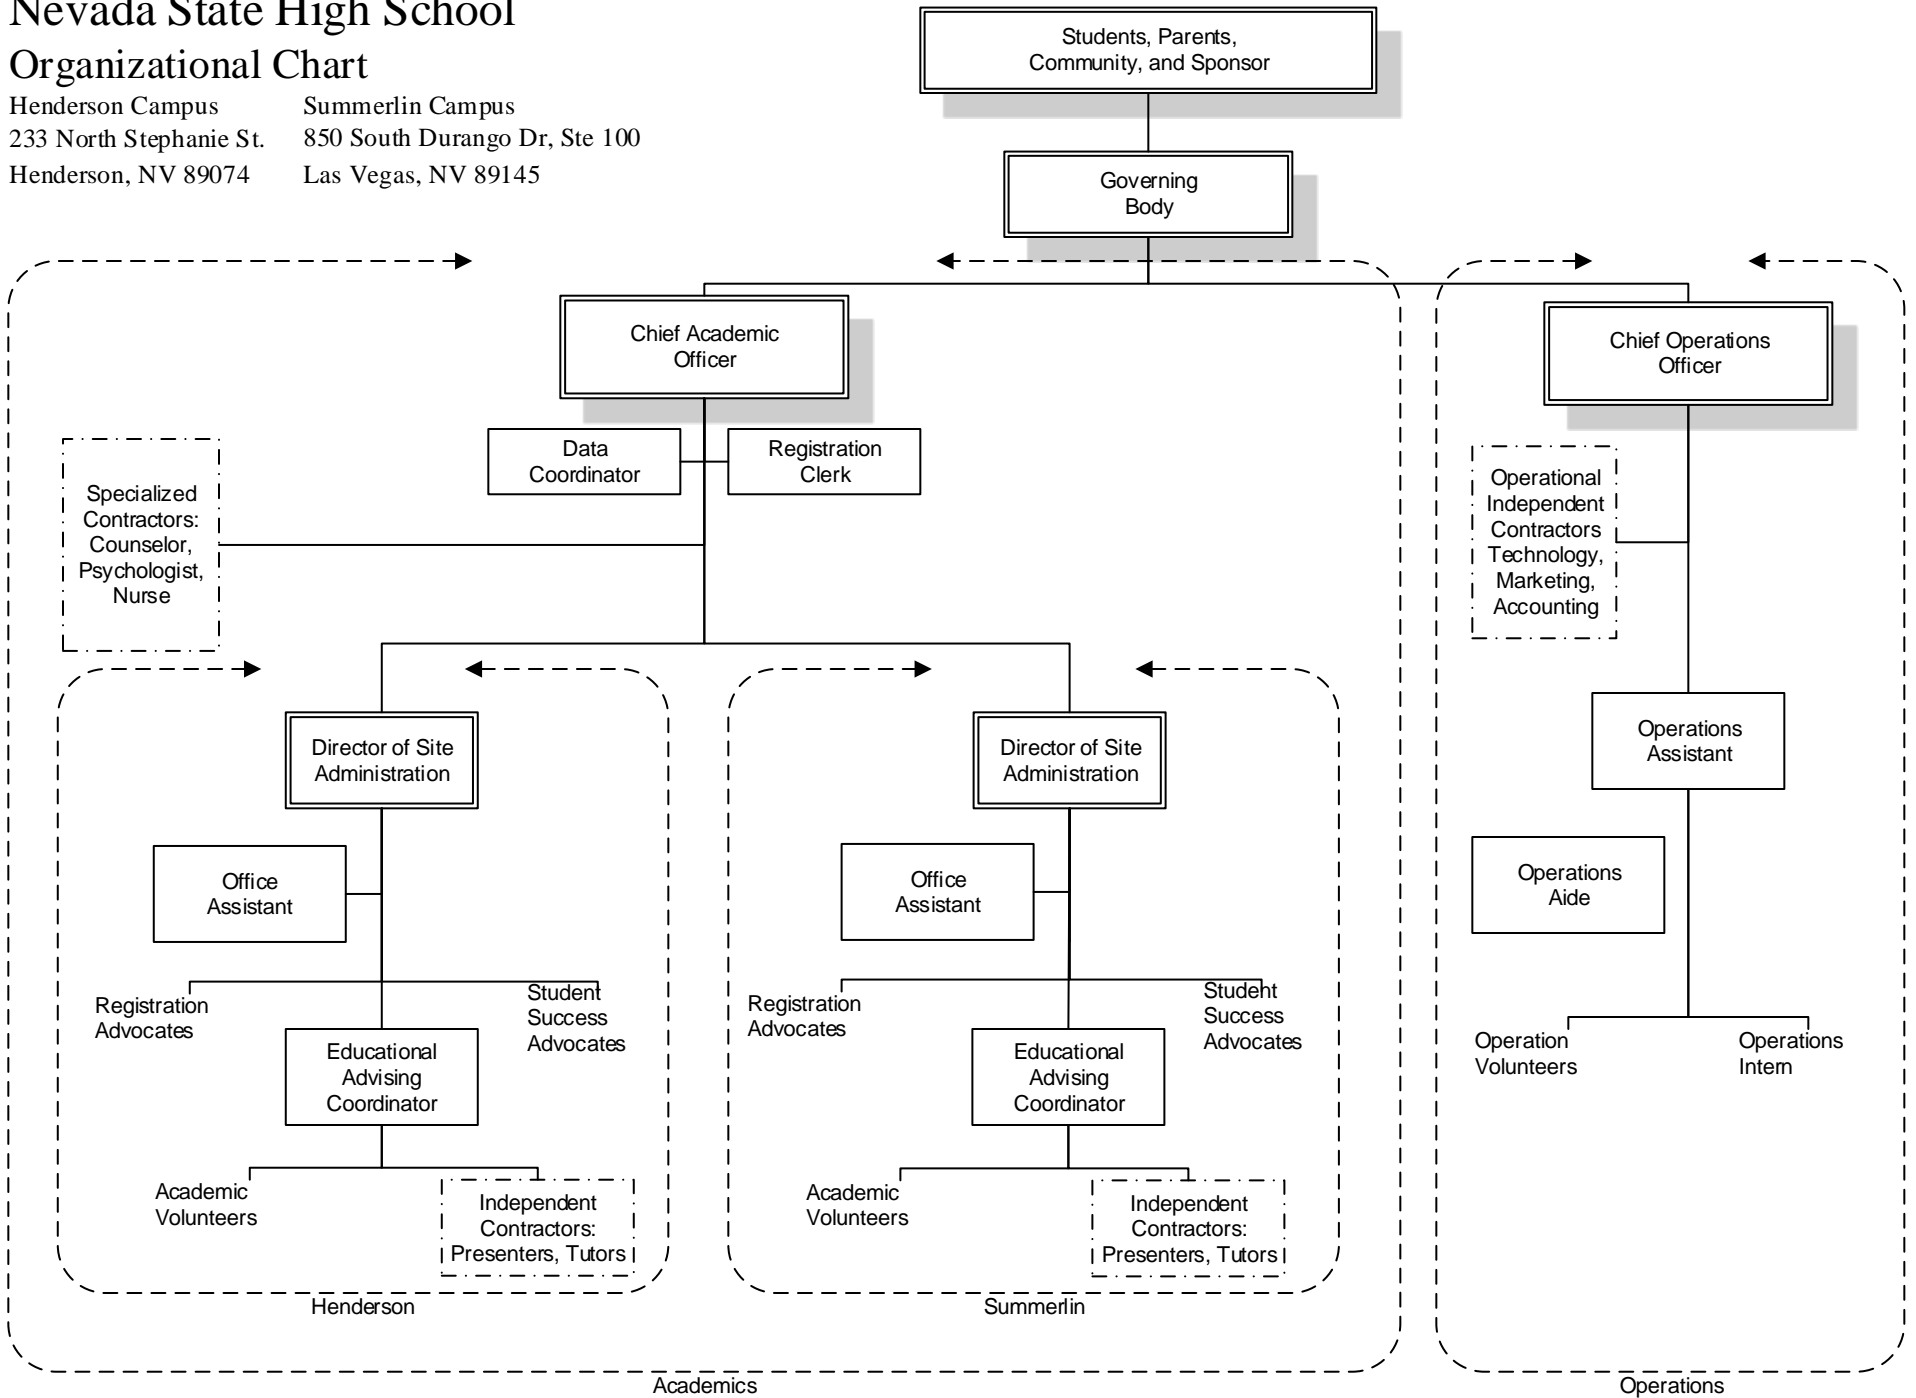 Nevada State High School
Organizational Chart
Henderson Campus
233 North Stephanie St.
Henderson, NV 89074
Summerlin Campus
850 South Durango Dr, Ste 100
Las Vegas, NV 89145
Students, Parents,
Community, and Sponsor
Governing
Body
Chief Academic
Officer
Chief Operations
Officer
Data
Coordinator
Registration
Clerk
Specialized
Contractors:
Counselor,
Psychologist,
Nurse
Operational
Independent
Contractors
Technology,
Marketing,
Accounting
Director of Site
Administration
Office
Assistant
Registration
Advocates
Student
Success
Advocates
Educational
Advising
Coordinator
Academic
Volunteers
Independent
Contractors:
Presenters, Tutors
Henderson
Director of Site
Administration
Office
Assistant
Registration
Advocates
Student
Success
Advocates
Educational
Advising
Coordinator
Academic
Volunteers
Independent
Contractors:
Presenters, Tutors
Summerlin
Academics
Operations
Assistant
Operations
Aide
Operation
Volunteers
Operations
Intern
Operations